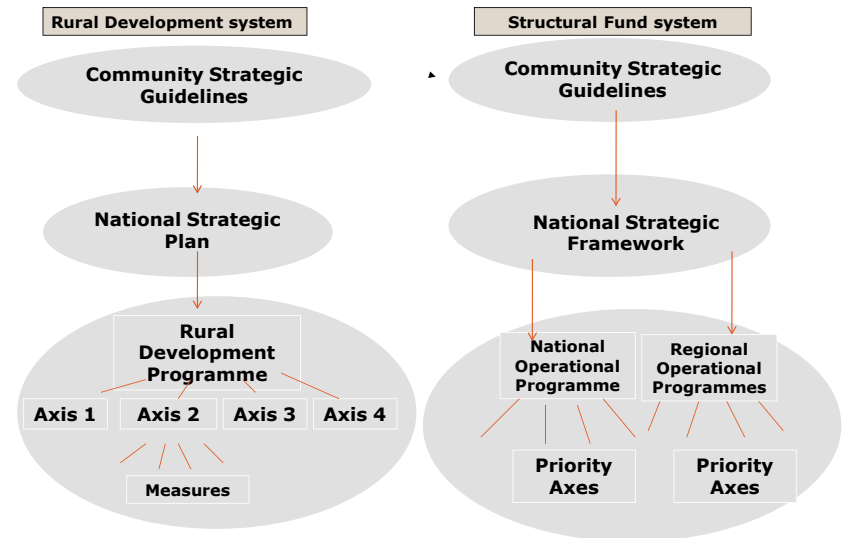 Rural Development system
Community Strategic
Guidelines
National Strategic
Plan
Rural
Development
Programme
Axis 1
Axis 2
Axis 3
Axis 4
Measures
Structural Fund system
Community Strategic
Guidelines
National Strategic
Framework
National
Operational
Programme
Regional
Operational
Programmes
Priority
Axes
Priority
Axes